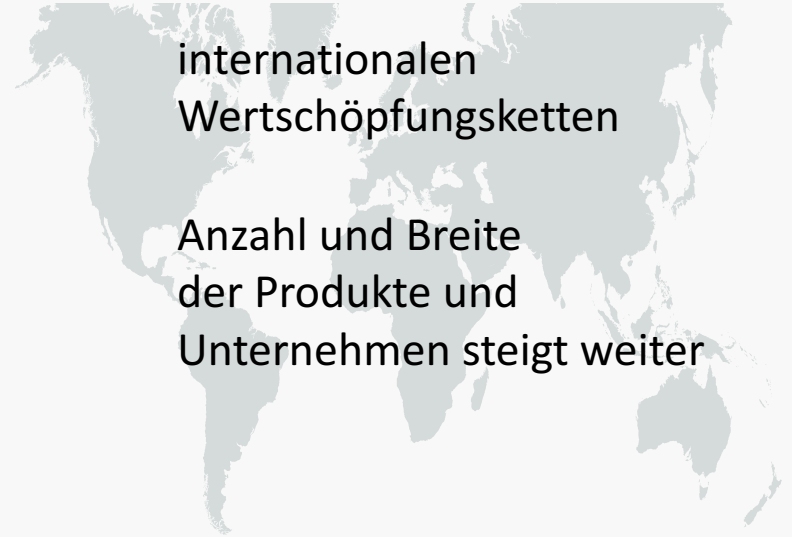 internationalen
Wertschöpfungsketten
Anzahl und Breite
der Produkte und
Unternehmen steigt weiter